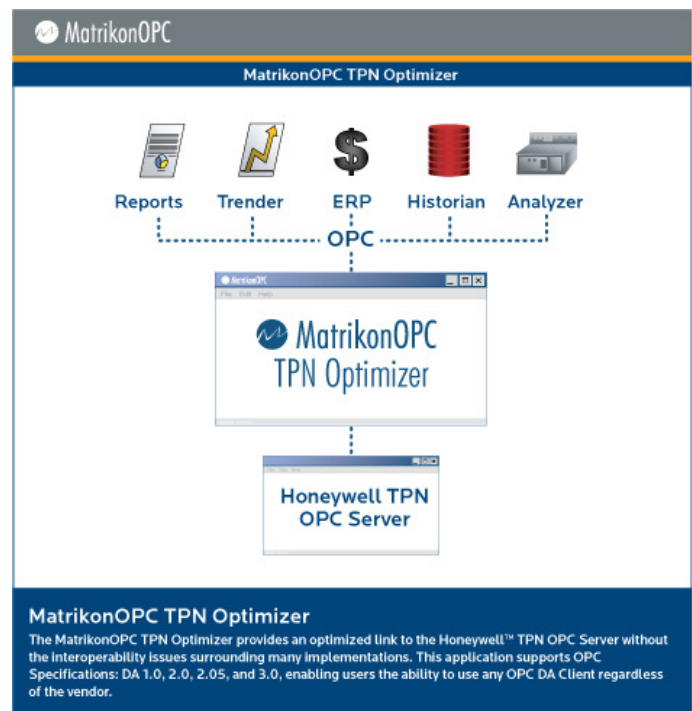 MatrikonOPC
MatrikonOPC TPN Optimizer
Reports Trender ERP Historian Analyzer
OPC
MatrikonOPC
File Edit Help
MatrikonOPC
TPN Optimizer
Honeywell TPN
OPC Server
MatrikonOPC TPN Optimizer
The MatrikonOPC TPN Optimizer provides an optimized link to the Honeywell™ TPN OPC Server without
the interoperability issues surrounding many implementations. This application supports OPC
Specifications: DA 1.0, 2.0, 2.05, and 3.0, enabling users the ability to use any OPC DA Client regardless
of the vendor.